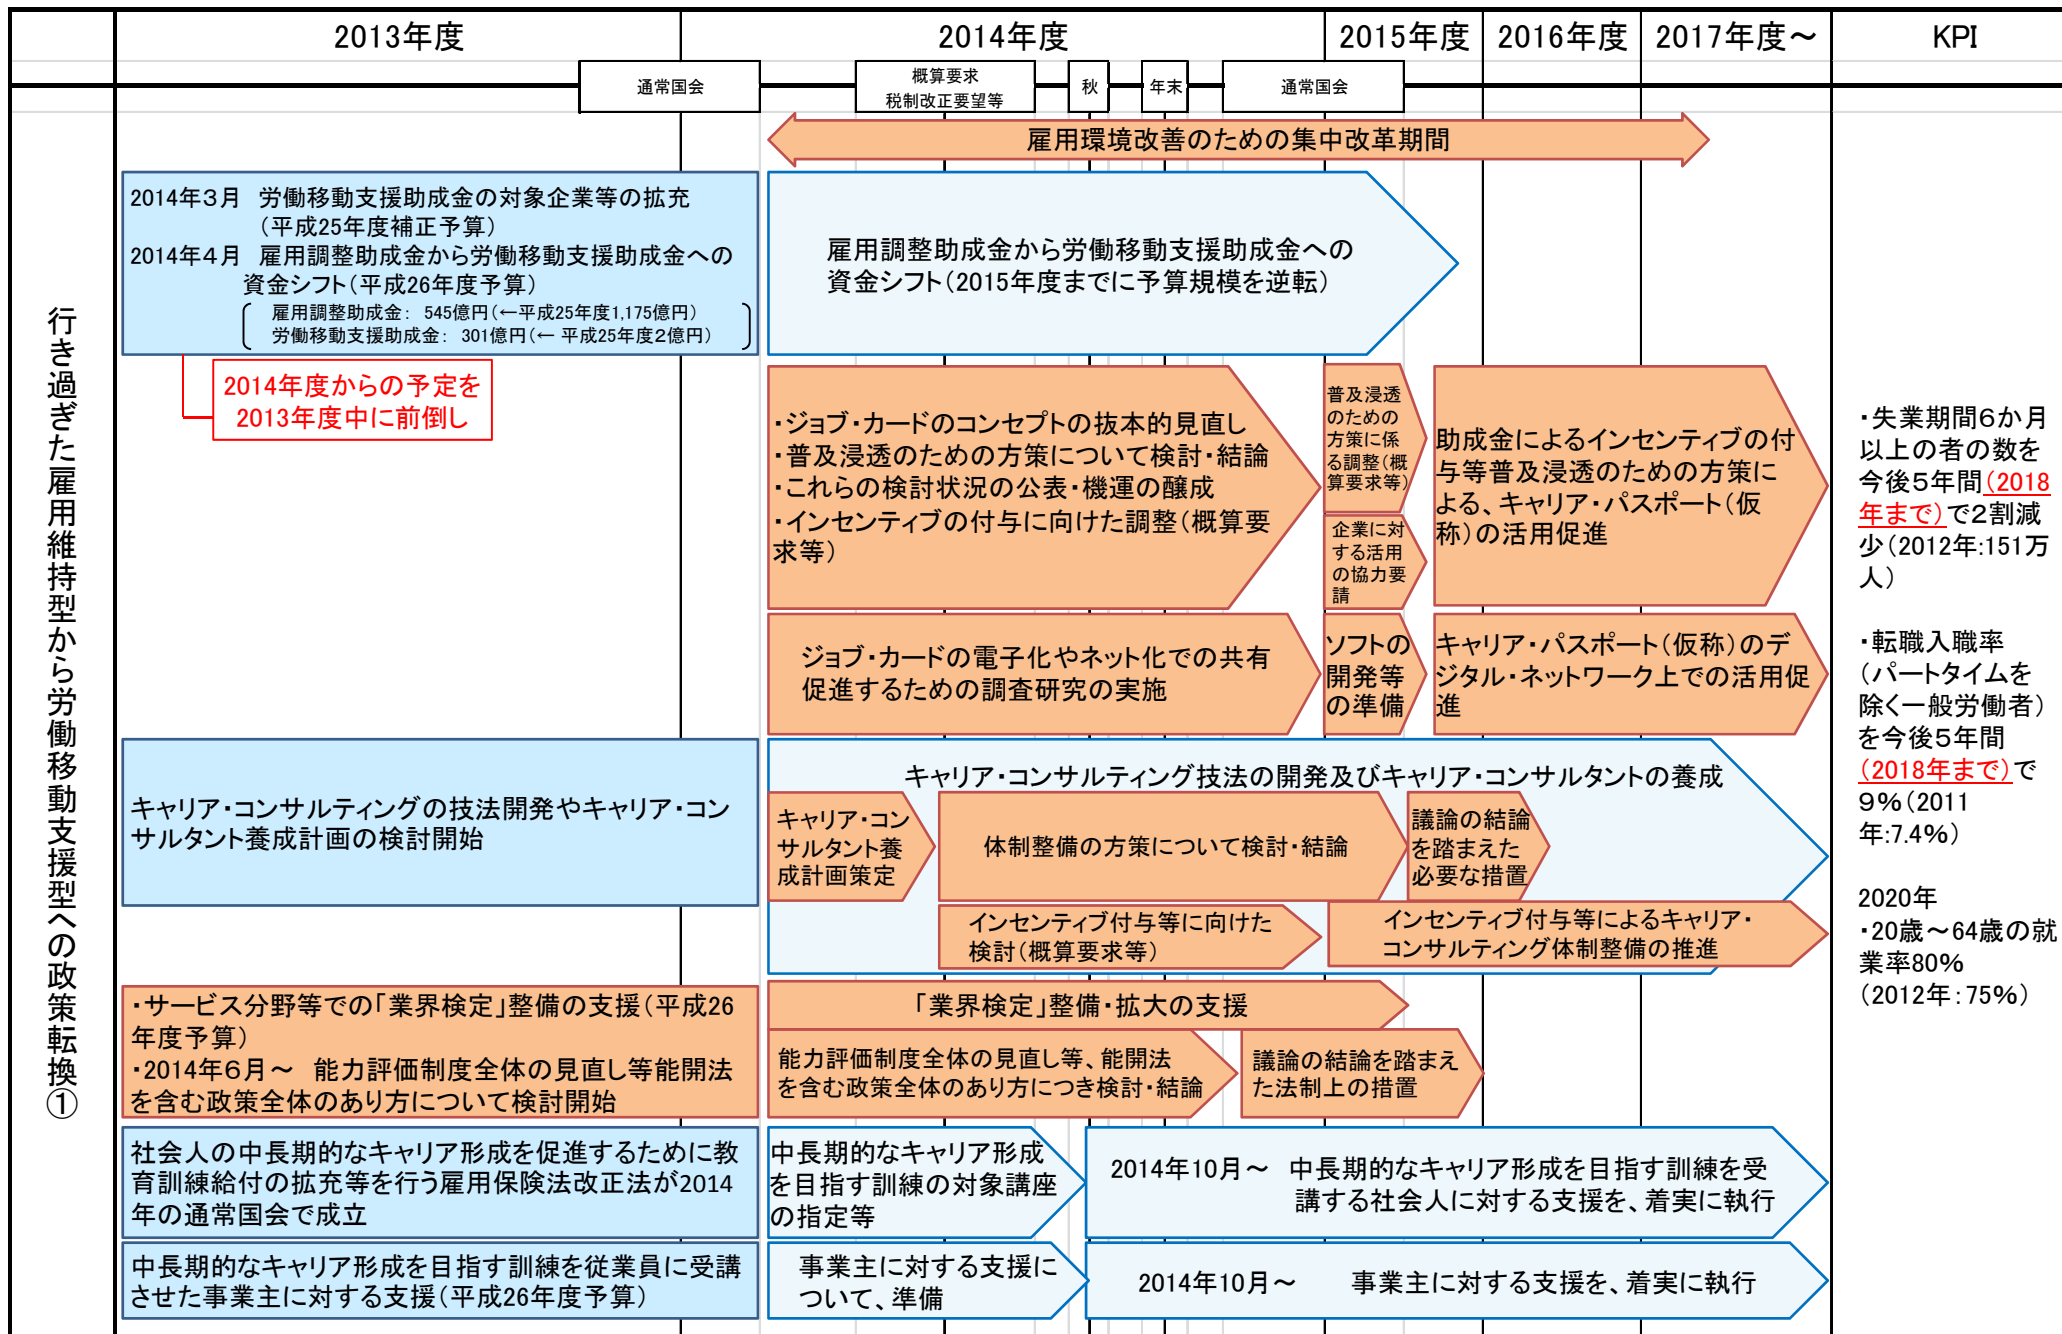 2013年度
2014年度
2015年度
2016年度
2017年度～
KPI
通常国会
概算要求
税制改正要望等
秋
年末
通常国会
行き過ぎた雇用維持型から労働移動支援型への政策転換①
雇用環境改善のための集中改革期間
2014年３月　労働移動支援助成金の対象企業等の拡充
（平成25年度補正予算）
2014年４月　雇用調整助成金から労働移動支援助成金への
資金シフト（平成26年度予算）
雇用調整助成金： 545億円（←平成25年度1,175億円）
労働移動支援助成金： 301億円（← 平成25年度２億円）
2014年度からの予定を
2013年度中に前倒し
雇用調整助成金から労働移動支援助成金への
資金シフト（2015年度までに予算規模を逆転）
・ジョブ・カードのコンセプトの抜本的見直し
・普及浸透のための方策について検討・結論
・これらの検討状況の公表・機運の醸成
・インセンティブの付与に向けた調整（概算要
求等）
普及浸透
のための
方策に係
る調整（概
算要求等）
企業に対
する活用
の協力要
請
助成金によるインセンティブの付
与等普及浸透のための方策に
よる、キャリア・パスポート（仮
称）の活用促進
ジョブ・カードの電子化やネット化での共有
促進するための調査研究の実施
ソフトの
開発等
の準備
キャリア・パスポート（仮称）のデ
ジタル・ネットワーク上での活用促
進
キャリア・コンサルティングの技法開発やキャリア・コン
サルタント養成計画の検討開始
キャリア・コンサルティング技法の開発及びキャリア・コンサルタントの養成
キャリア・コン
サルタント養
成計画策定
体制整備の方策について検討・結論
議論の結論
を踏まえた
必要な措置
インセンティブ付与等に向けた
検討（概算要求等）
インセンティブ付与等によるキャリア・
コンサルティング体制整備の推進
・サービス分野等での「業界検定」整備の支援（平成26
年度予算）
・2014年６月～　能力評価制度全体の見直し等能開法
を含む政策全体のあり方について検討開始
「業界検定」整備・拡大の支援
能力評価制度全体の見直し等、能開法
を含む政策全体のあり方につき検討・結論
議論の結論を踏まえ
た法制上の措置
社会人の中長期的なキャリア形成を促進するために教
育訓練給付の拡充等を行う雇用保険法改正法が2014
年の通常国会で成立
中長期的なキャリア形成
を目指す訓練の対象講座
の指定等
2014年10月～　中長期的なキャリア形成を目指す訓練を受
講する社会人に対する支援を、着実に執行
中長期的なキャリア形成を目指す訓練を従業員に受講
させた事業主に対する支援（平成26年度予算）
事業主に対する支援に
ついて、準備
2014年10月～　　事業主に対する支援を、着実に執行
・失業期間６か月
以上の者の数を
今後５年間（2018
年まで）で２割減
少（2012年:151万
人）
・転職入職率
（パートタイムを
除く一般労働者）
を今後５年間
（2018年まで）で
９％（2011
年:7.4％）
2020年
・20歳～64歳の就
業率80％
（2012年：75％）